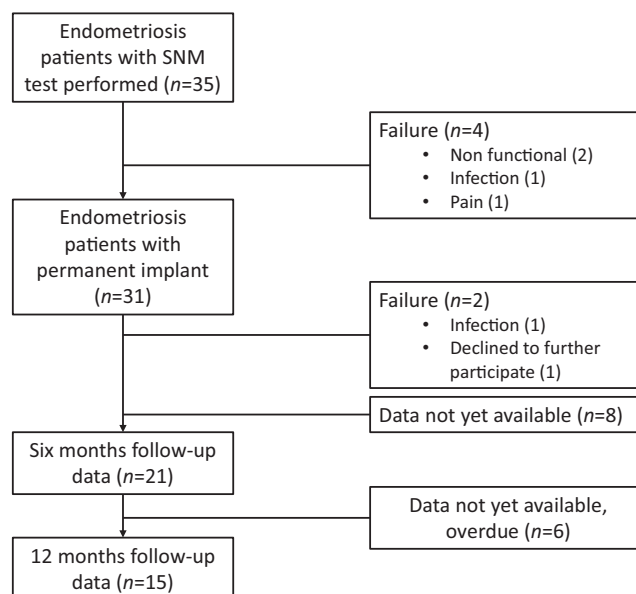 Endometriosis
patients with SNM
test performed (n=35)
Failure (n=4)
• Non functional (2)
• Infection (1)
• Pain (1)
Endometriosis
patients with
permanent implant
(n=31)
Failure (n=2)
• Infection (1)
• Declined to further
participate (1)
Data not yet available (n=8)
Six months follow-up
data (n=21)
Data not yet available,
overdue (n=6)
12 months follow-up
data (n=15)